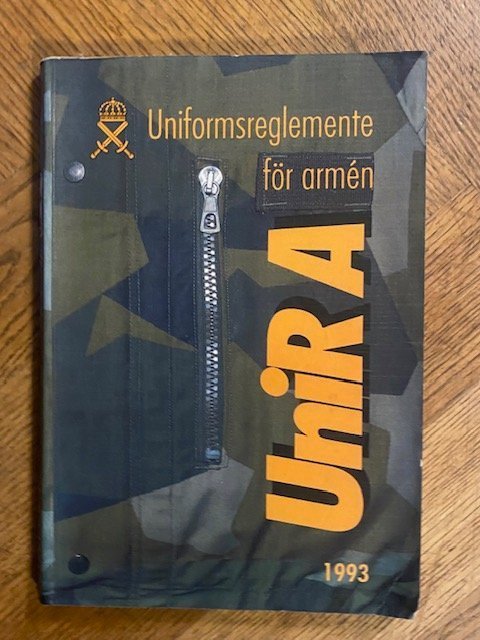 Uniformsreglemente
för armén
UniR A
1993